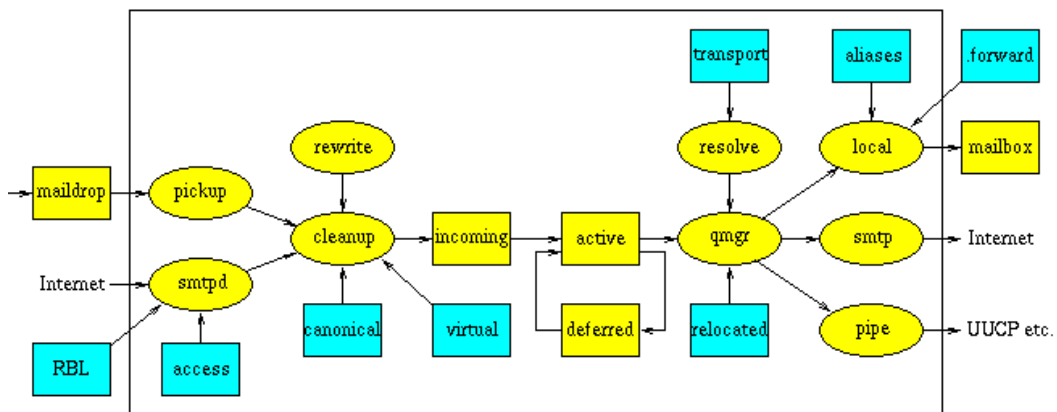 transport
aliases
.forward
rewrite
resolve
local
mailbox
maildrop
pickup
cleanup
incoming
active
qmgr
smtp
Internet
Internet
smtpd
canonical
virtual
deferred
relocated
pipe
UUCP etc.
RBL
access